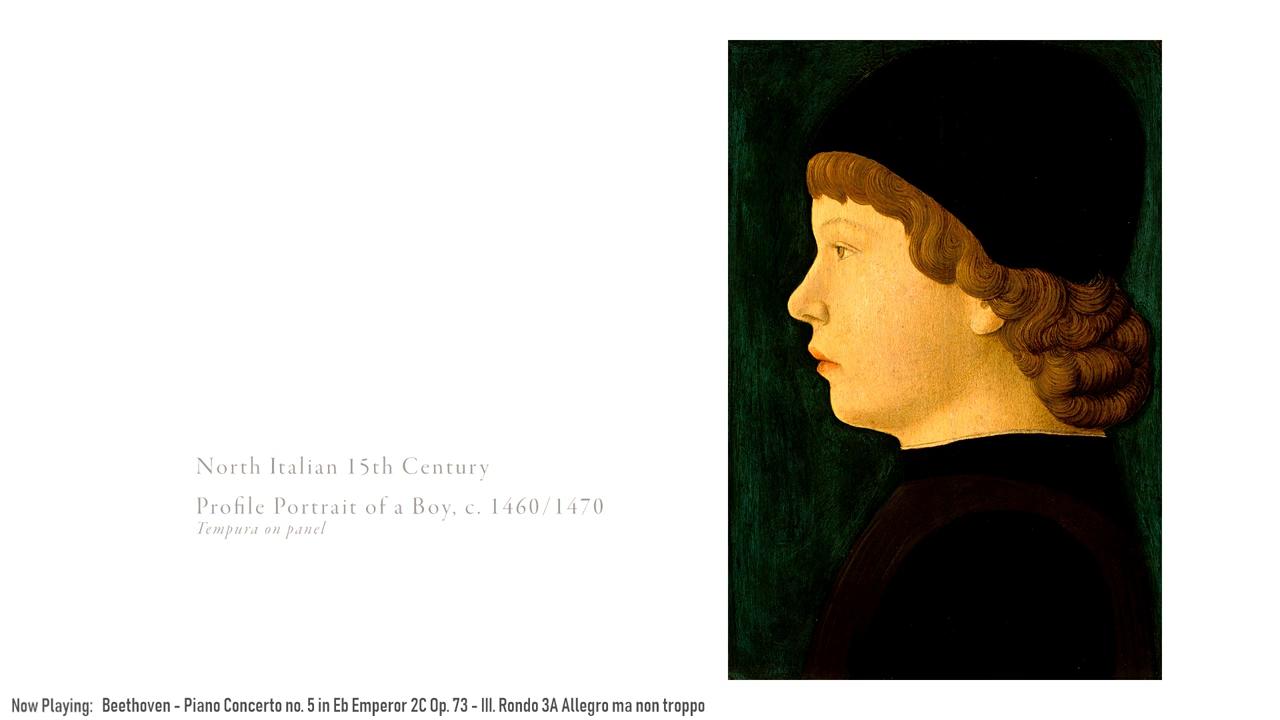 North Italian 15th Century
Profile Portrait of a Boy, c. 1460/1470
Tempura on panel
Now Playing: Beethoven - Piano Concerto no. 5 in Eb Emperor 2C Op. 73 - III. Rondo 3A Allegro ma non troppo